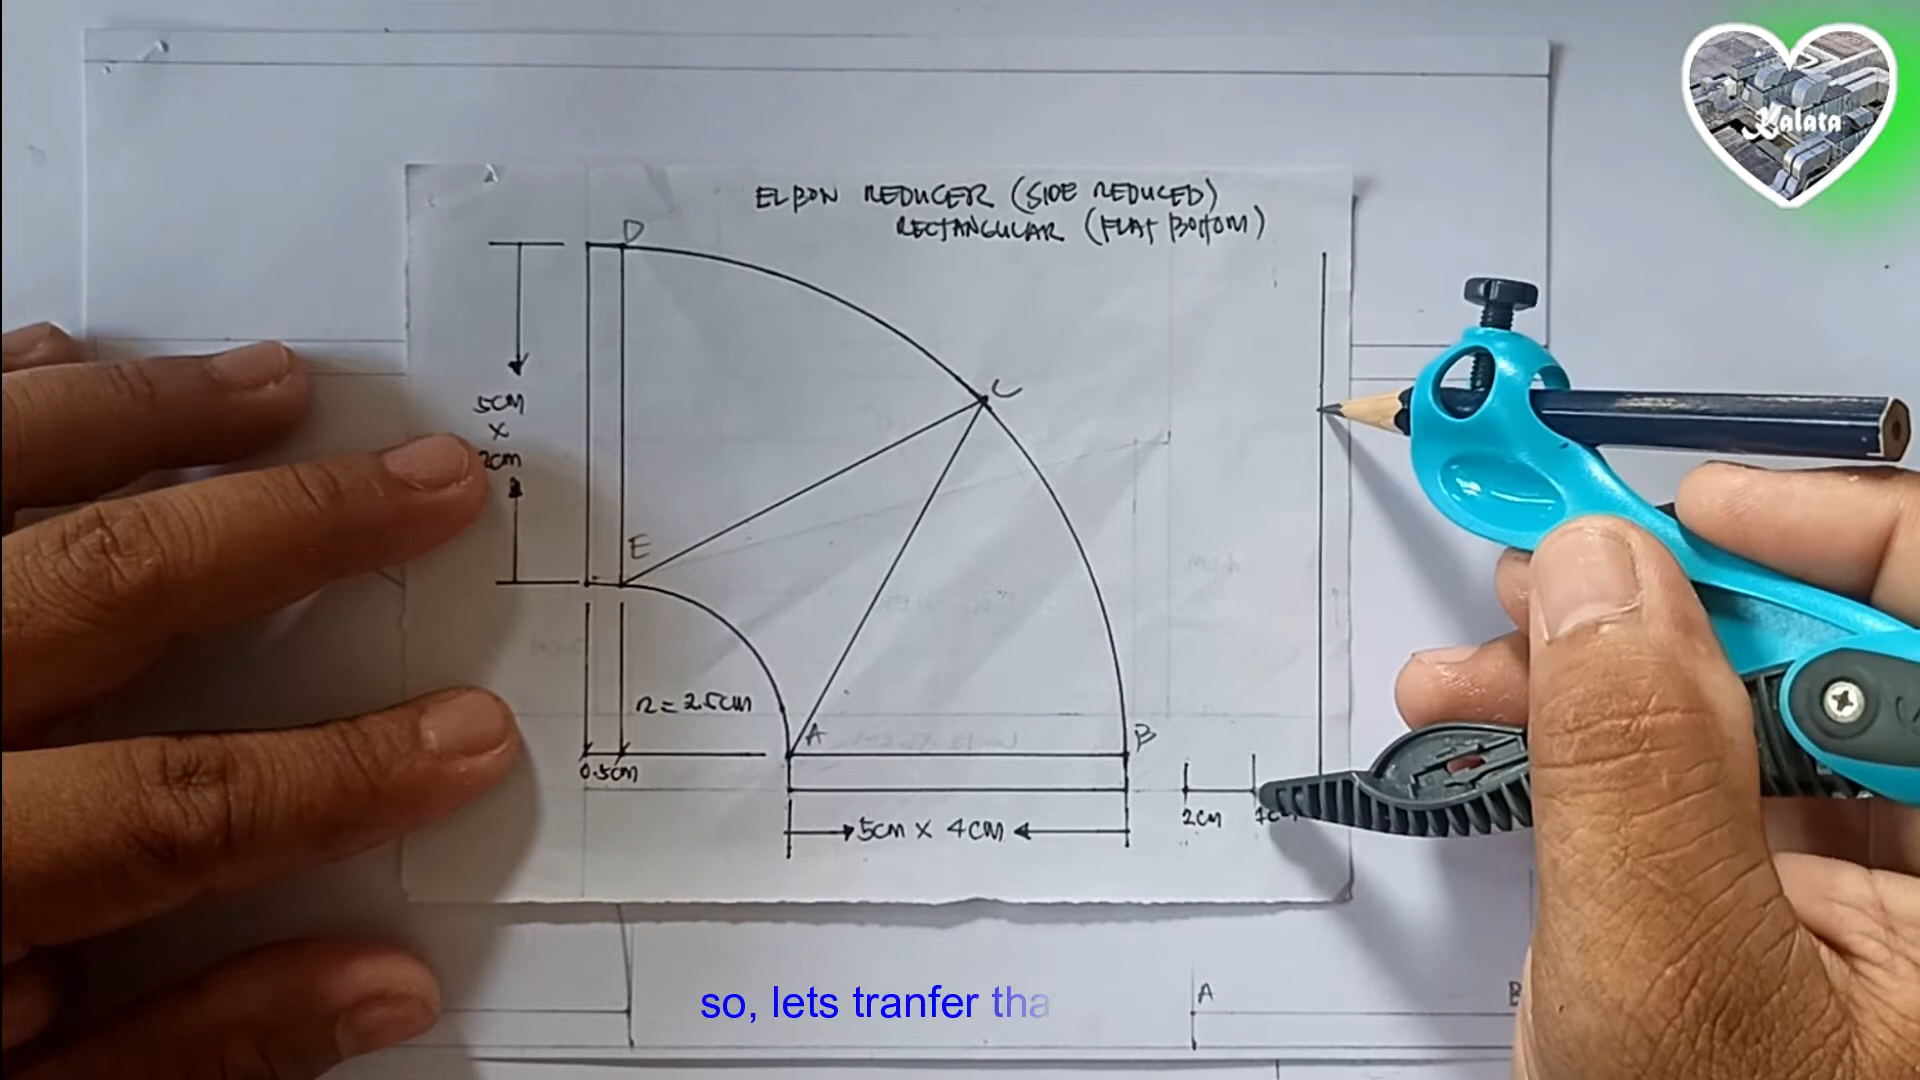 Kalata
ELBOW REDUCER (SIDE REDUCED)
RECTANGULAR (FLAT BOTTOM)
D
C
5CM
X
2cm
E
r = 2.5cm
A
B
0.5cm
2cm
5cm X 4cm
so, lets tranfer tha
A
B